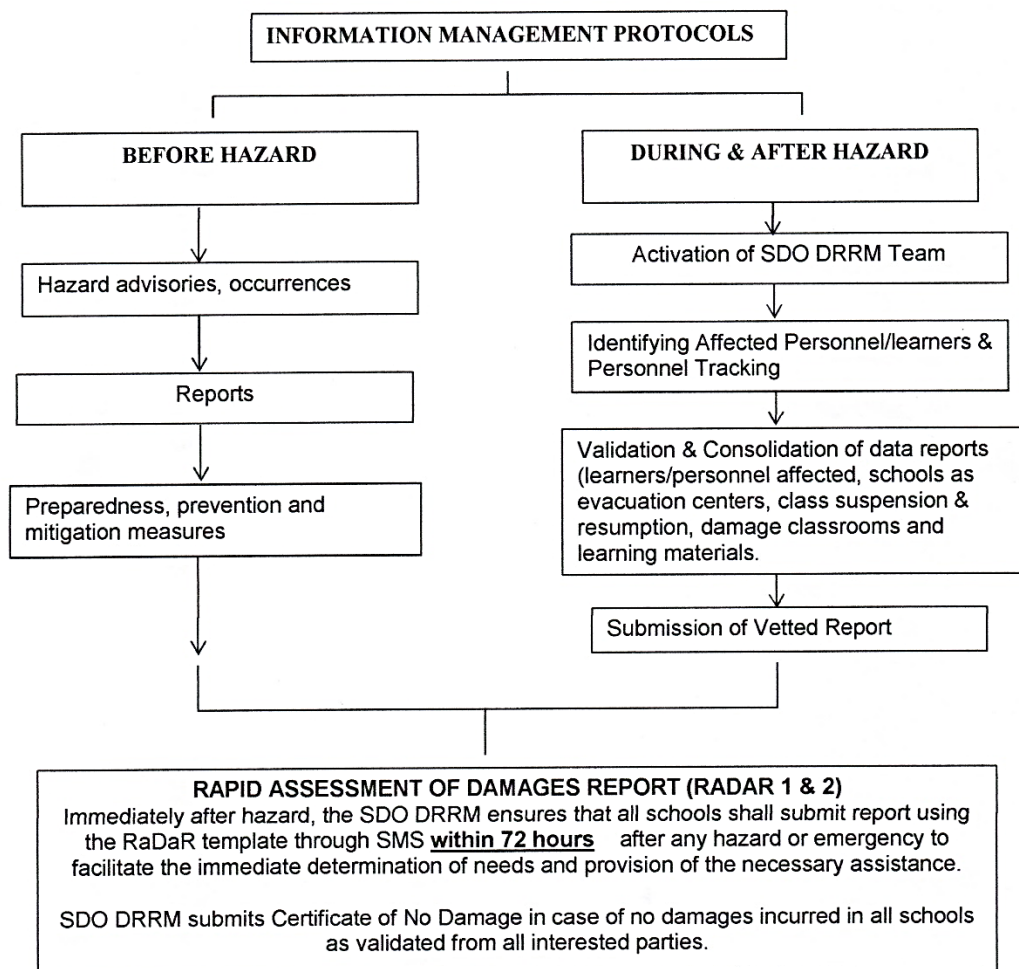 INFORMATION MANAGEMENT PROTOCOLS
BEFORE HAZARD
Hazard advisories, occurrences
Reports
Preparedness, prevention and
mitigation measures
DURING & AFTER HAZARD
Activation of SDO DRRM Team
Identifying Affected Personnel/learners &
Personnel Tracking
Validation & Consolidation of data reports
(learners/personnel affected, schools as
evacuation centers, class suspension &
resumption, damage classrooms and
learning materials.
Submission of Vetted Report
RAPID ASSESSMENT OF DAMAGES REPORT (RADAR 1 & 2)
Immediately after hazard, the SDO DRRM ensures that all schools shall submit report using
the RaDaR template through SMS within 72 hours after any hazard or emergency to
facilitate the immediate determination of needs and provision of the necessary assistance.
SDO DRRM submits Certificate of No Damage in case of no damages incurred in all schools
as validated from all interested parties.